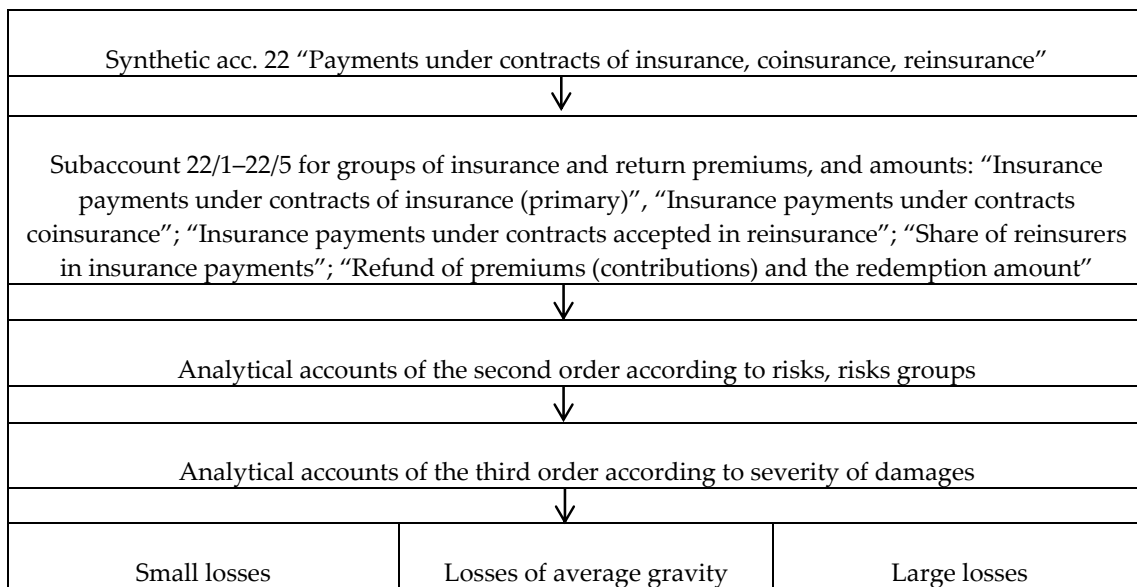 Synthetic acc. 22 “Payments under contracts of insurance, coinsurance, reinsurance”
Subaccount 22/1–22/5 for groups of insurance and return premiums, and amounts: “Insurance
payments under contracts of insurance (primary)”, “Insurance payments under contracts
coinsurance”; “Insurance payments under contracts accepted in reinsurance”; “Share of reinsurers
in insurance payments”; “Refund of premiums (contributions) and the redemption amount”
Analytical accounts of the second order according to risks, risks groups
Analytical accounts of the third order according to severity of damages
Small losses
Losses of average gravity
Large losses